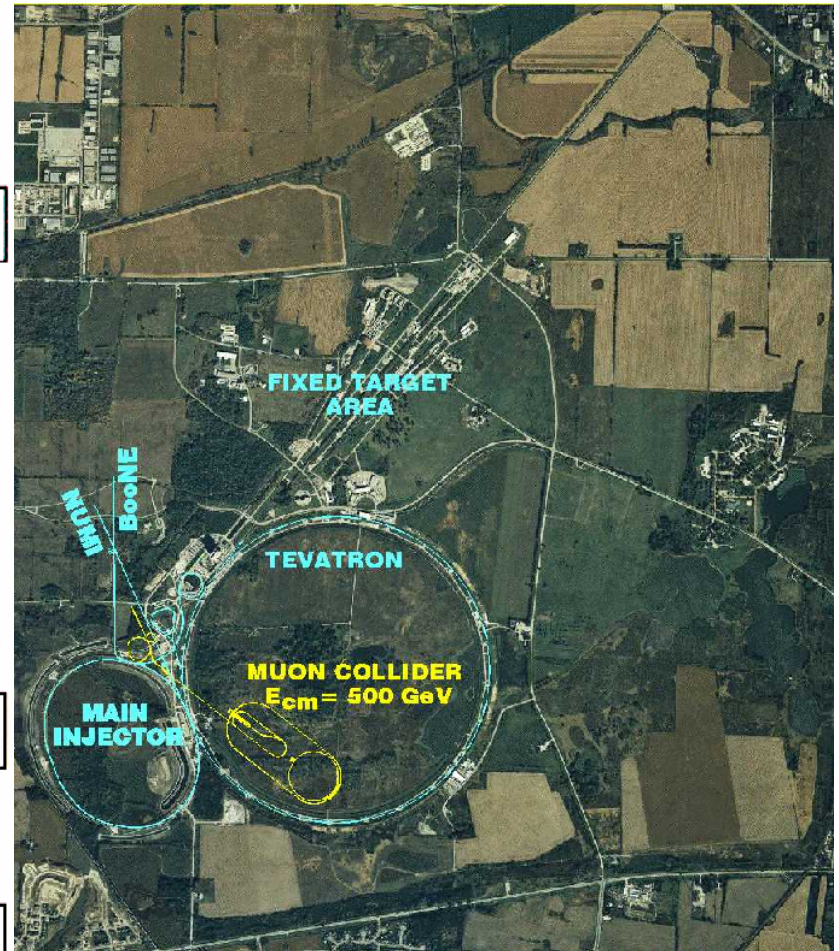 FIXED TARGET
AREA
BooNE
NUMI
TEVATRON
MUON COLLIDER
Ecm = 500 GeV
MAIN
INJECTOR